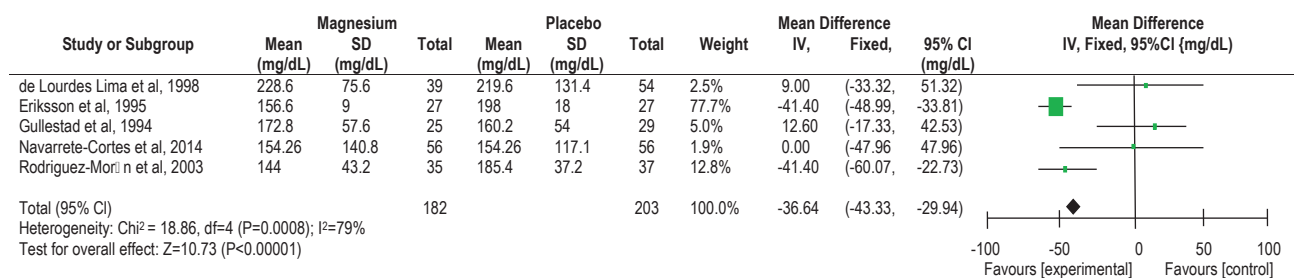 Magnesium Placebo Mean Difference Mean Difference
Study or Subgroup Mean SD Total Mean SD Total Weight IV, Fixed, 95% CI IV, Fixed, 95%CI {mg/dL)
(mg/dL) (mg/dL) (mg/dL) (mg/dL) (mg/dL)
de Lourdes Lima et al, 1998 228.6 75.6 39 219.6 131.4 54 2.5% 9.00 (-33.32, 51.32)
Eriksson et al, 1995 156.6 9 27 198 18 27 77.7% -41.40 (-48.99, -33.81)
Gullestad et al, 1994 172.8 57.6 25 160.2 54 29 5.0% 12.60 (-17.33, 42.53)
Navarrete-Cortes et al, 2014 154.26 140.8 56 154.26 117.1 56 1.9% 0.00 (-47.96 47.96)
Rodriguez-Mor▯n et al, 2003 144 43.2 35 185.4 37.2 37 12.8% -41.40 (-60.07, -22.73)
Total (95% CI) 182 203 100.0% -36.64 (-43.33, -29.94)
Heterogeneity: Chi² = 18.86, df=4 (P=0.0008); I²=79%
Test for overall effect: Z=10.73 (P<0.00001)
-100 -50 0 50 100
Favours [experimental] Favours [control]